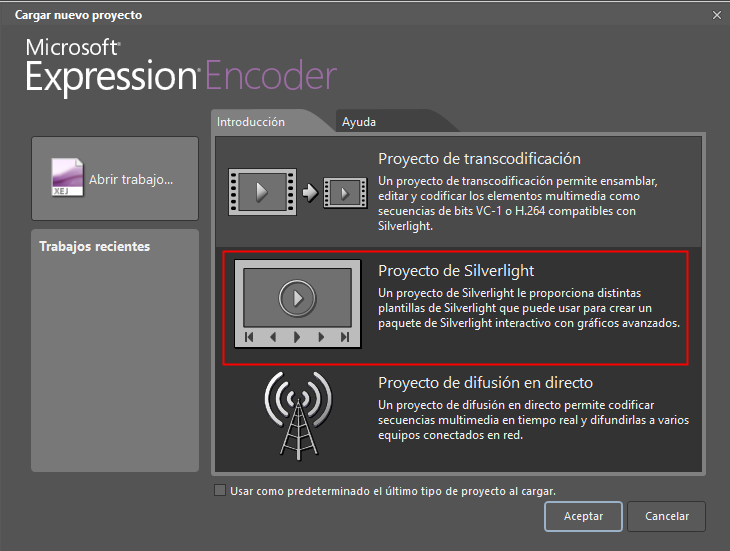 Cargar nuevo proyecto
Microsoft®
Expression® Encoder
Introducción
Ayuda
XEJ
Abrir trabajo...
Trabajos recientes
Proyecto de transcodificación
Un proyecto de transcodificación permite ensamblar,
editar y codificar los elementos multimedia como
secuencias de bits VC-1 o H.264 compatibles con
Silverlight.
Proyecto de Silverlight
Un proyecto de Silverlight le proporciona distintas
plantillas de Silverlight que puede usar para crear un
paquete de Silverlight interactivo con gráficos avanzados.
Proyecto de difusión en directo
Un proyecto de difusión en directo permite codificar
secuencias multimedia en tiempo real y difundirlas a varios
equipos conectados en red.
Usar como predeterminado el último tipo de proyecto al cargar.
Aceptar
Cancelar